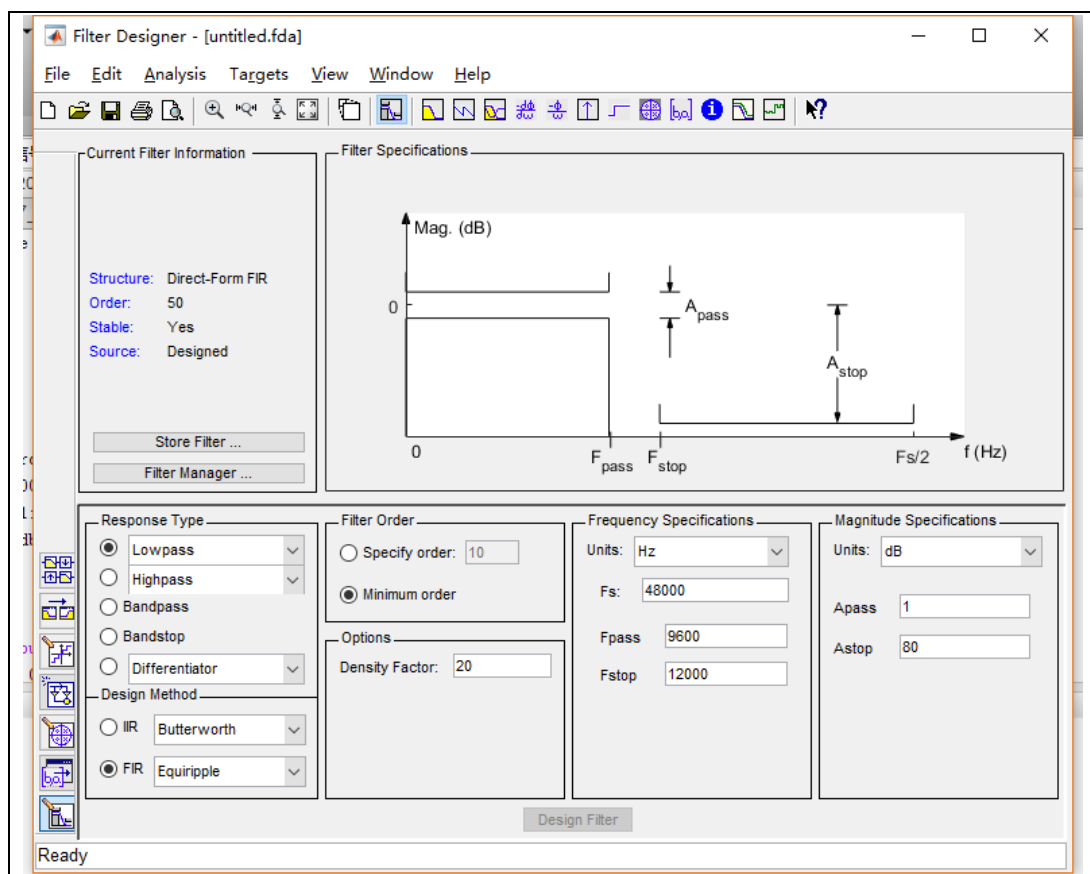 Filter Designer - [untitled.fda]
File Edit Analysis Targets View Window Help
Current Filter Information
Structure: Direct-Form FIR
Order: 50
Stable: Yes
Source: Designed
Store Filter ...
Filter Manager ...
Filter Specifications
Mag. (dB)
0
A pass
A stop
0
F pass
F stop
Fs/2
f (Hz)
Response Type
Lowpass
Highpass
Bandpass
Bandstop
Differentiator
Design Method
IIR Butterworth
FIR Equiripple
Filter Order
Specify order: 10
Minimum order
Options
Density Factor: 20
Frequency Specifications
Units: Hz
Fs: 48000
Fpass 9600
Fstop 12000
Magnitude Specifications
Units: dB
Apass 1
Astop 80
Design Filter
Ready